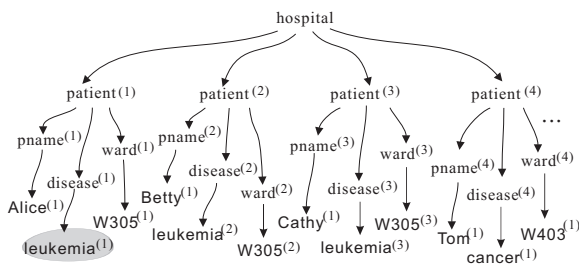 hospital
patient(1) patient(2) patient(3) patient(4)
...
pname(1) disease(1) ward(1)
Alice(1) leukemia(1) W305(1)
pname(2) disease(2) ward(2)
Betty(1) leukemia(2) W305(2)
pname(3) disease(3) ward(3)
Cathy(1) leukemia(3) W305(3)
pname(4) disease(4) ward(4)
Tom(1) cancer(1) W403(1)